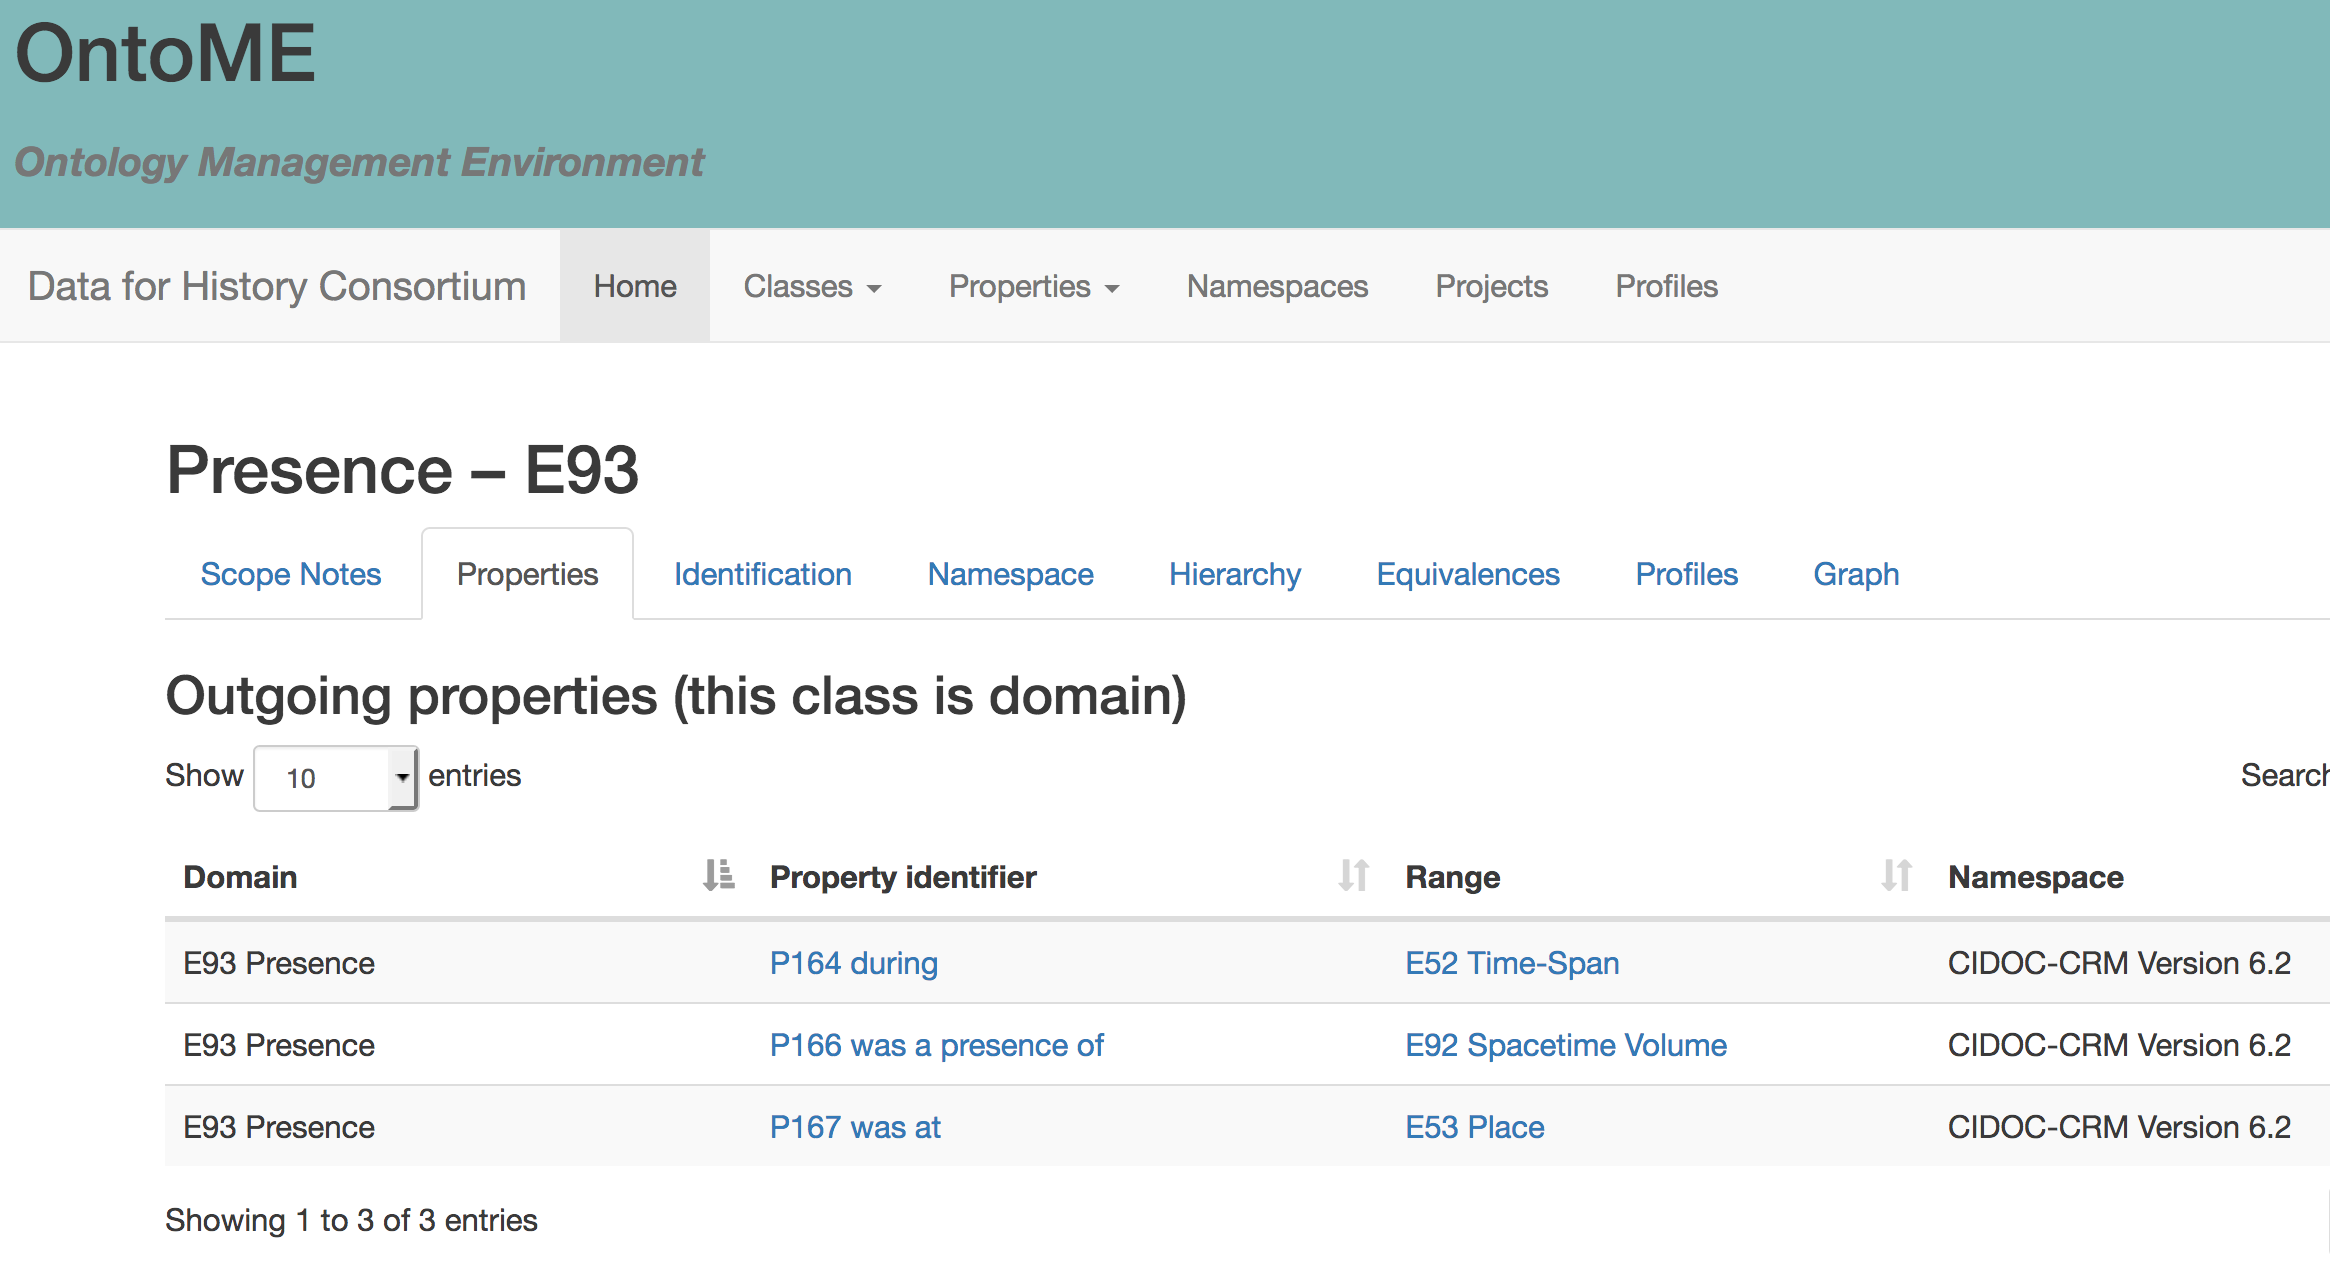 OntoME
Ontology Management Environment
Data for History Consortium Home Classes Properties Namespaces Projects Profiles
Presence – E93
Scope Notes Properties Identification Namespace Hierarchy Equivalences Profiles Graph
Outgoing properties (this class is domain)
Show 10 entries Search
Domain Property identifier Range Namespace
E93 Presence P164 during E52 Time-Span CIDOC-CRM Version 6.2
E93 Presence P166 was a presence of E92 Spacetime Volume CIDOC-CRM Version 6.2
E93 Presence P167 was at E53 Place CIDOC-CRM Version 6.2
Showing 1 to 3 of 3 entries